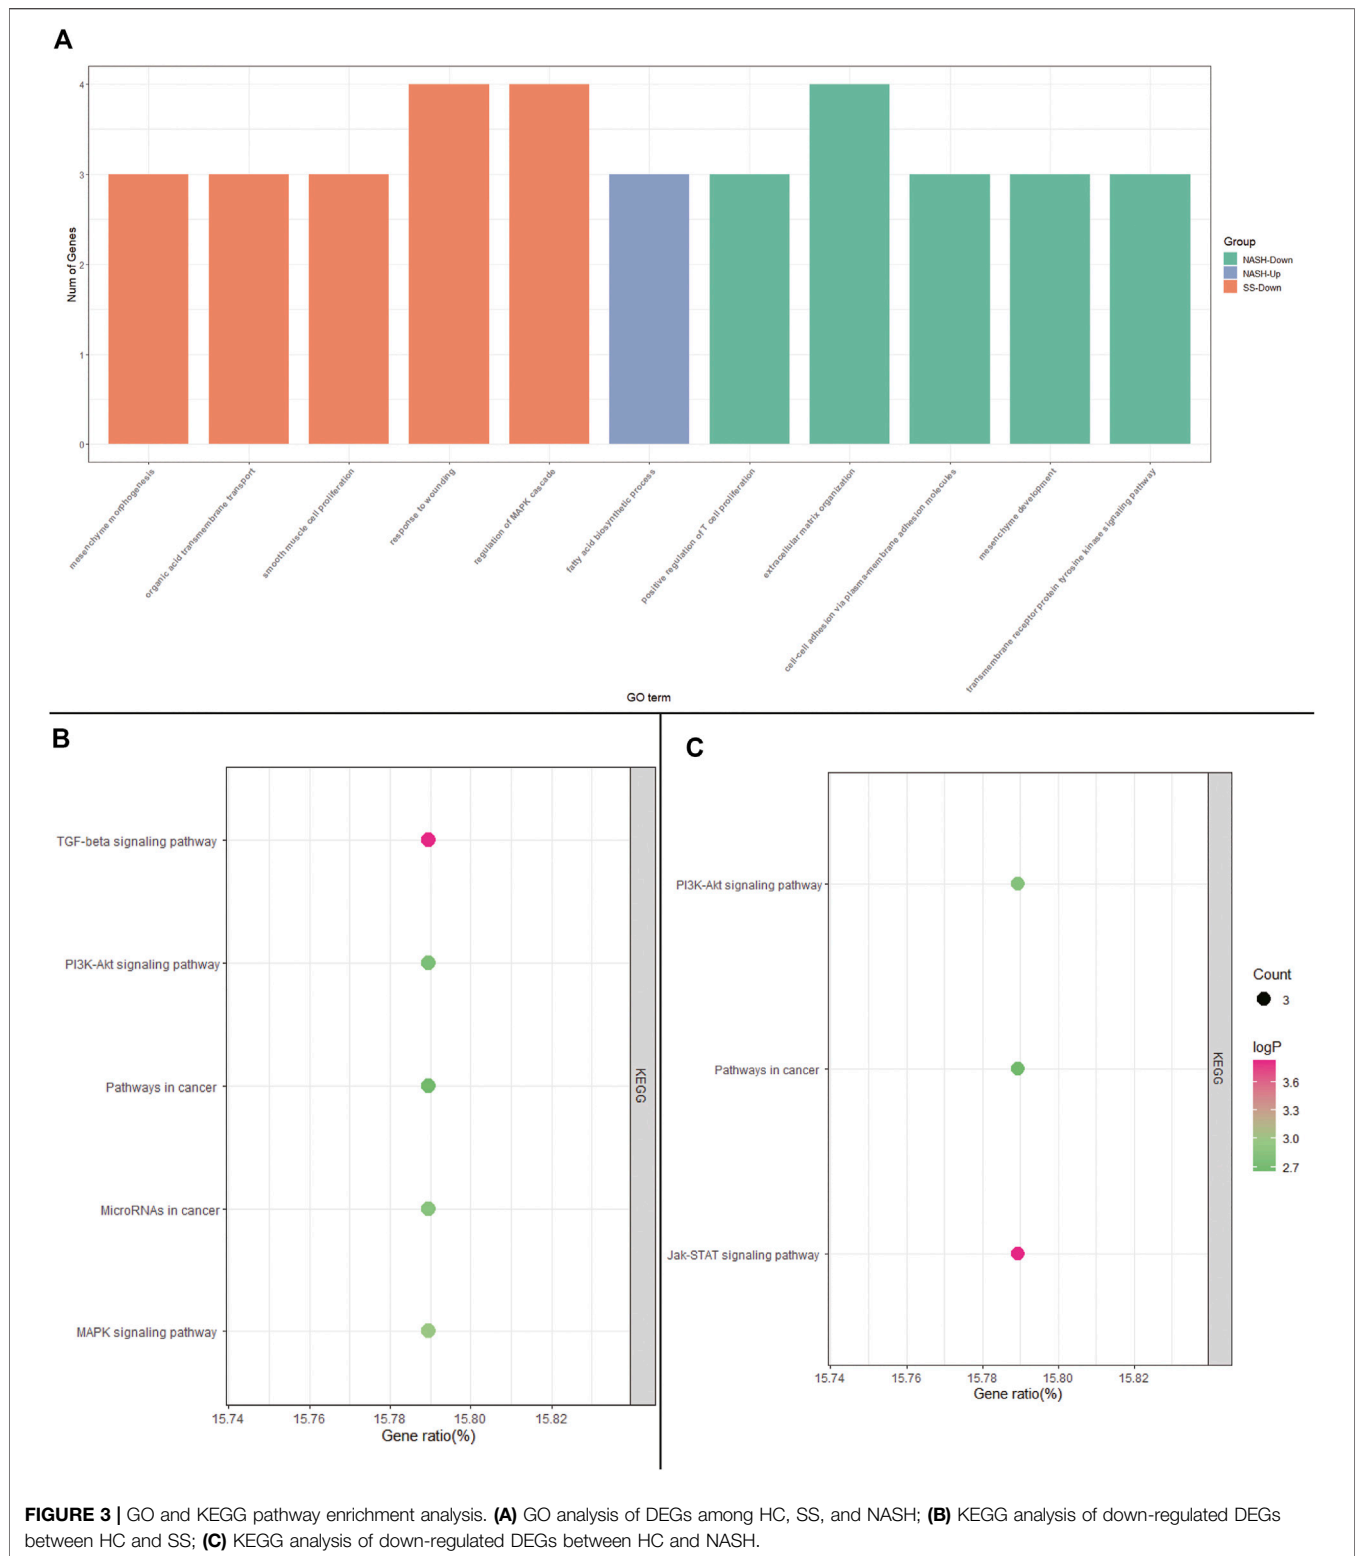 A
4
3
2
1
0
Num of Genes
Group
NASH-Down
NASH-Up
SS-Down
mesenchyme morphogenesis
organic acid transmembrane transport
smooth muscle cell proliferation
response to wounding
regulation of MAPK cascade
fatty acid biosynthetic process
positive regulation of T cell proliferation
extracellular matrix organization
cell-cell adhesion via plasma-membrane adhesion molecules
mesenchyme development
transmembrane receptor protein tyrosine kinase signaling pathway
GO term
B
TGF-beta signaling pathway
PI3K-Akt signaling pathway
Pathways in cancer
MicroRNAs in cancer
MAPK signaling pathway
KEGG
15.74 15.76 15.78 15.80 15.82
Gene ratio(%)
C
PI3K-Akt signaling pathway
Pathways in cancer
Jak-STAT signaling pathway
KEGG
15.74 15.76 15.78 15.80 15.82
Gene ratio(%)
Count
3
logP
3.6
3.3
3.0
2.7
FIGURE 3 | GO and KEGG pathway enrichment analysis. (A) GO analysis of DEGs among HC, SS, and NASH; (B) KEGG analysis of down-regulated DEGs
between HC and SS; (C) KEGG analysis of down-regulated DEGs between HC and NASH.